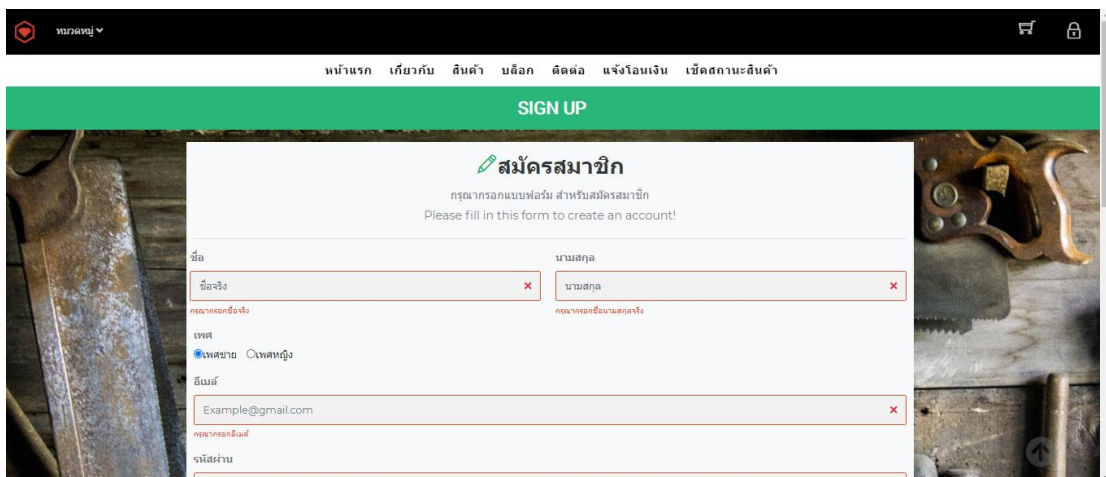 หมวดหมู่
หน้าแรก เกี่ยวกับ สินค้า บล็อก ติดต่อ แจ้งโอนเงิน เช็คสถานะสินค้า
SIGN UP
สมัครสมาชิก
กรุณากรอกแบบฟอร์ม สำหรับสมัครสมาชิก
Please fill in this form to create an account!
ชื่อ นามสกุล
ชื่อจริง นามสกุล
กรุณากรอกชื่อจริง กรุณากรอกชื่อนามสกุลจริง
เพศ
เพศชาย เพศหญิง
อีเมล์
Example@gmail.com
กรุณากรอกอีเมล์
รหัสผ่าน